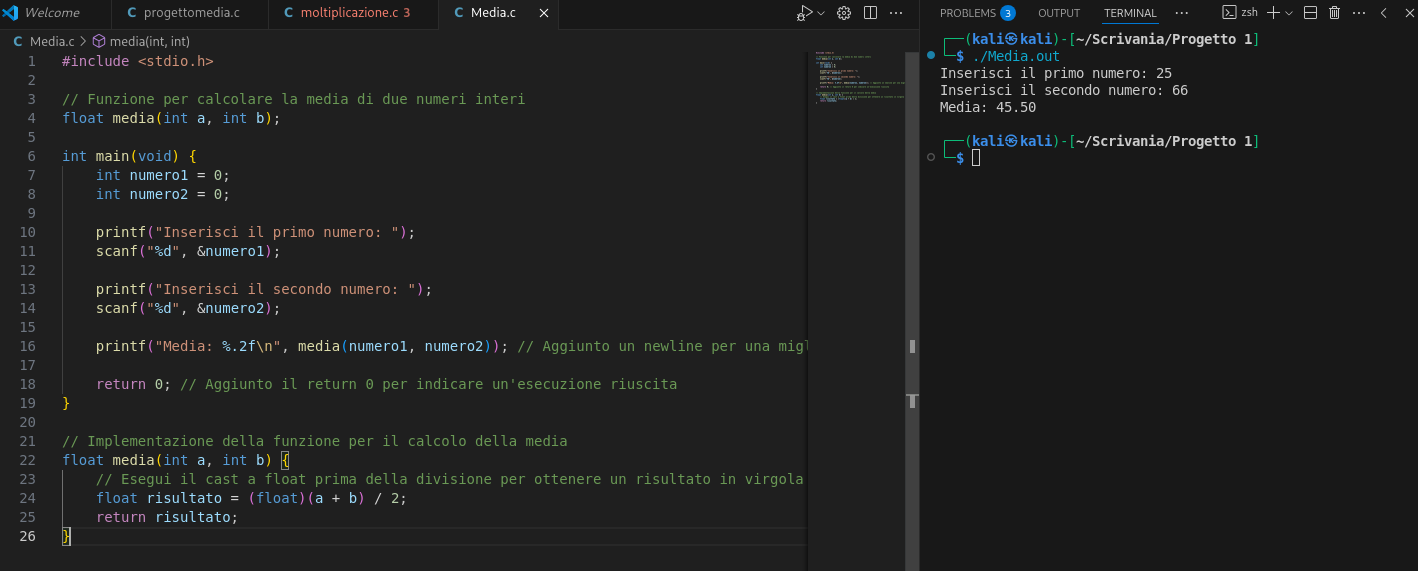 Welcome
C progettomedia.c
C moltiplicazione.c 3
C Media.c
C Media.c > media(int, int)
1 #include <stdio.h>
2
3 // Funzione per calcolare la media di due numeri interi
4 float media(int a, int b);
5
6 int main(void) {
7     int numero1 = 0;
8     int numero2 = 0;
9
10     printf("Inserisci il primo numero: ");
11     scanf("%d", &numero1);
12
13     printf("Inserisci il secondo numero: ");
14     scanf("%d", &numero2);
15
16     printf("Media: %.2f\n", media(numero1, numero2)); // Aggiunto un newline per una migl
17
18     return 0; // Aggiunto il return 0 per indicare un'esecuzione riuscita
19 }
20
21 // Implementazione della funzione per il calcolo della media
22 float media(int a, int b) {
23     // Esegui il cast a float prima della divisione per ottenere un risultato in virgola
24     float risultato = (float)(a + b) / 2;
25     return risultato;
26 }
PROBLEMS 3 OUTPUT TERMINAL ... zsh
┌──(kali㉿kali)-[~/Scrivania/Progetto 1]
└─$ ./Media.out
Inserisci il primo numero: 25
Inserisci il secondo numero: 66
Media: 45.50
┌──(kali㉿kali)-[~/Scrivania/Progetto 1]
└─$